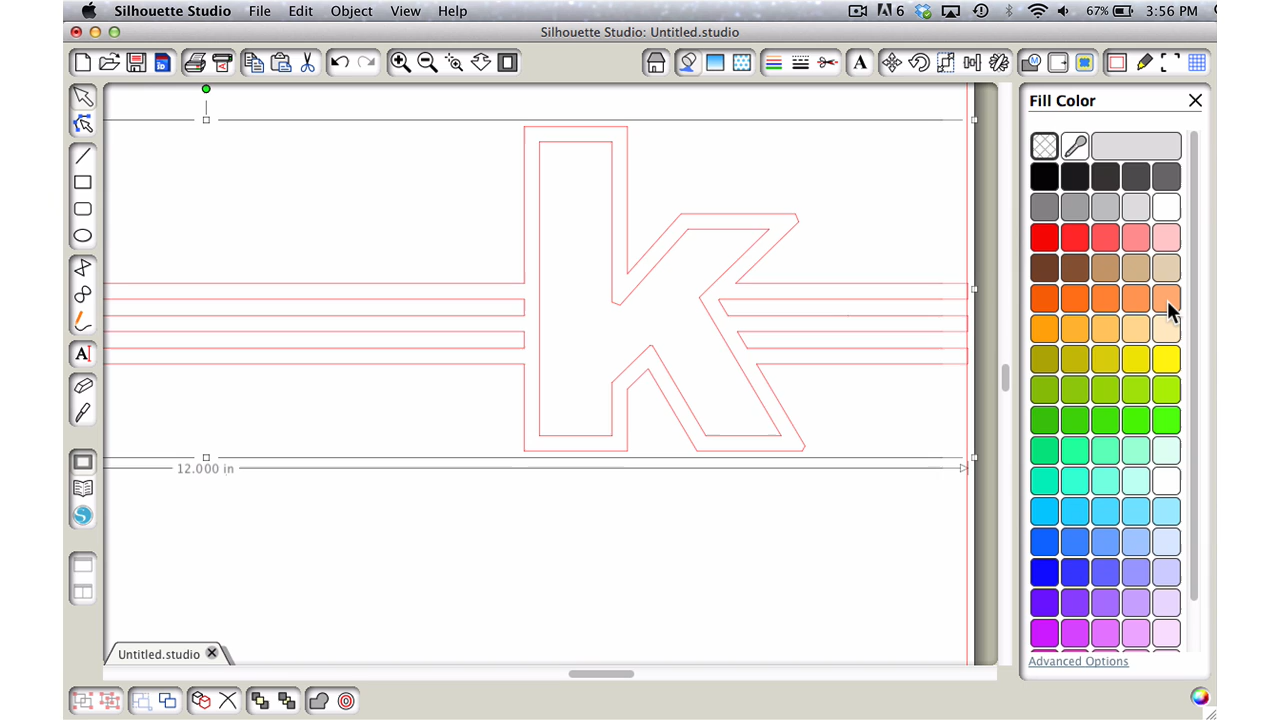 Silhouette Studio File Edit Object View Help 6 67% 3:56 PM
Silhouette Studio: Untitled.studio
A
Fill Color
A
k
12.000 in
Untitled.studio
Advanced Options